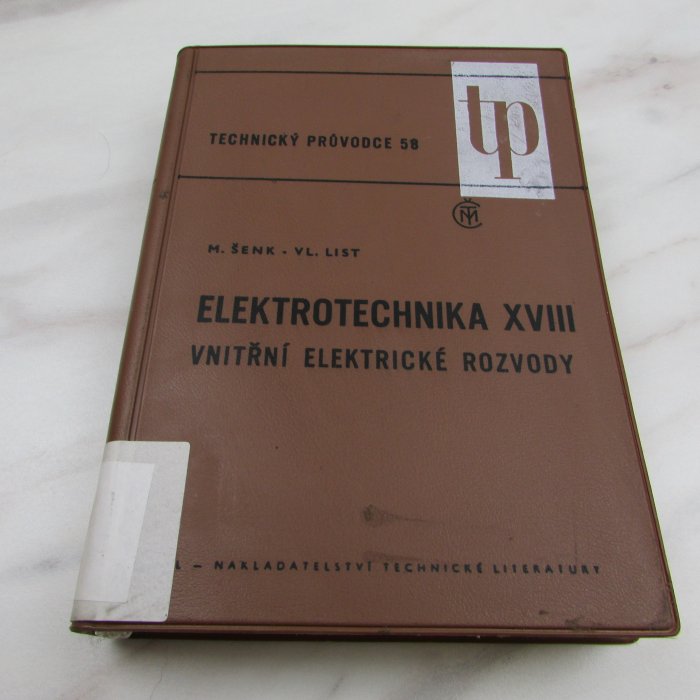 tp
TECHNICKÝ PRŮVODCE 58
M. ŠENK - VL. LIST
ELEKTROTECHNIKA XVIII
VNITŘNÍ ELEKTRICKÉ ROZVODY
L – NAKLADATELSTVÍ TECHNICKÉ LITERATURY